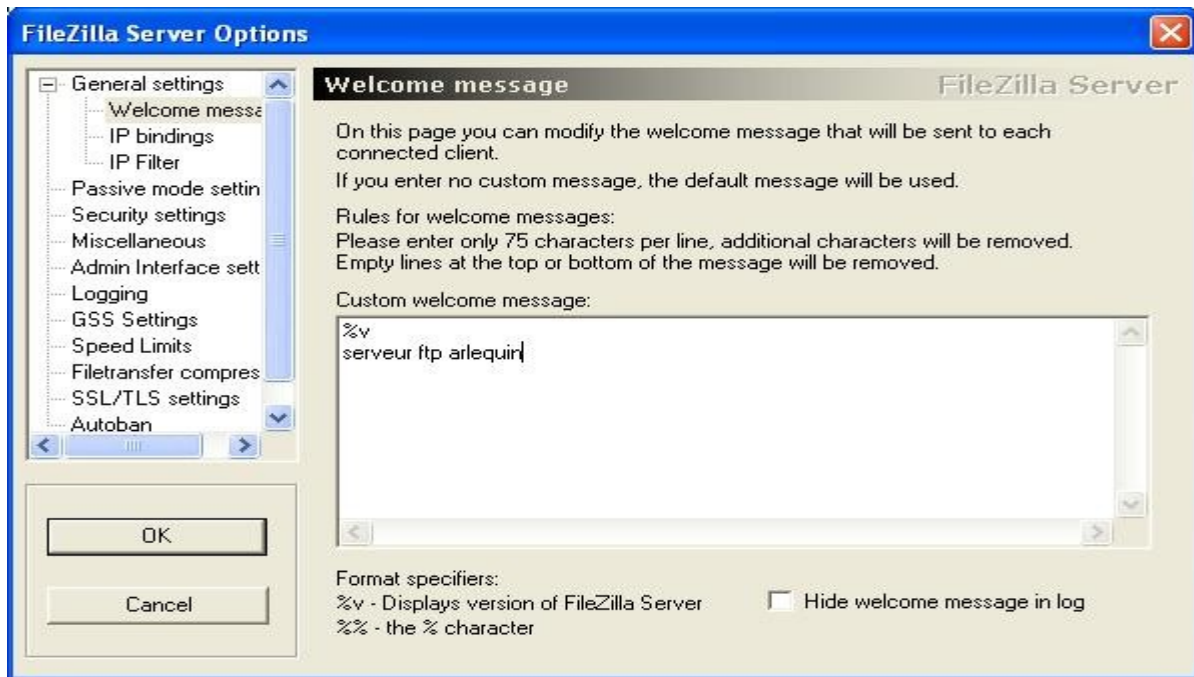 FileZilla Server Options
General settings
Welcome messa
IP bindings
IP Filter
Passive mode settin
Security settings
Miscellaneous
Admin Interface sett
Logging
GSS Settings
Speed Limits
Filetransfer compres
SSL/TLS settings
Autoban
OK
Cancel
Welcome message
FileZilla Server
On this page you can modify the welcome message that will be sent to each
connected client.
If you enter no custom message, the default message will be used.
Rules for welcome messages:
Please enter only 75 characters per line, additional characters will be removed.
Empty lines at the top or bottom of the message will be removed.
Custom welcome message:
%v
serveur ftp arlequin
Format specifiers:
%v - Displays version of FileZilla Server
%% - the % character
Hide welcome message in log